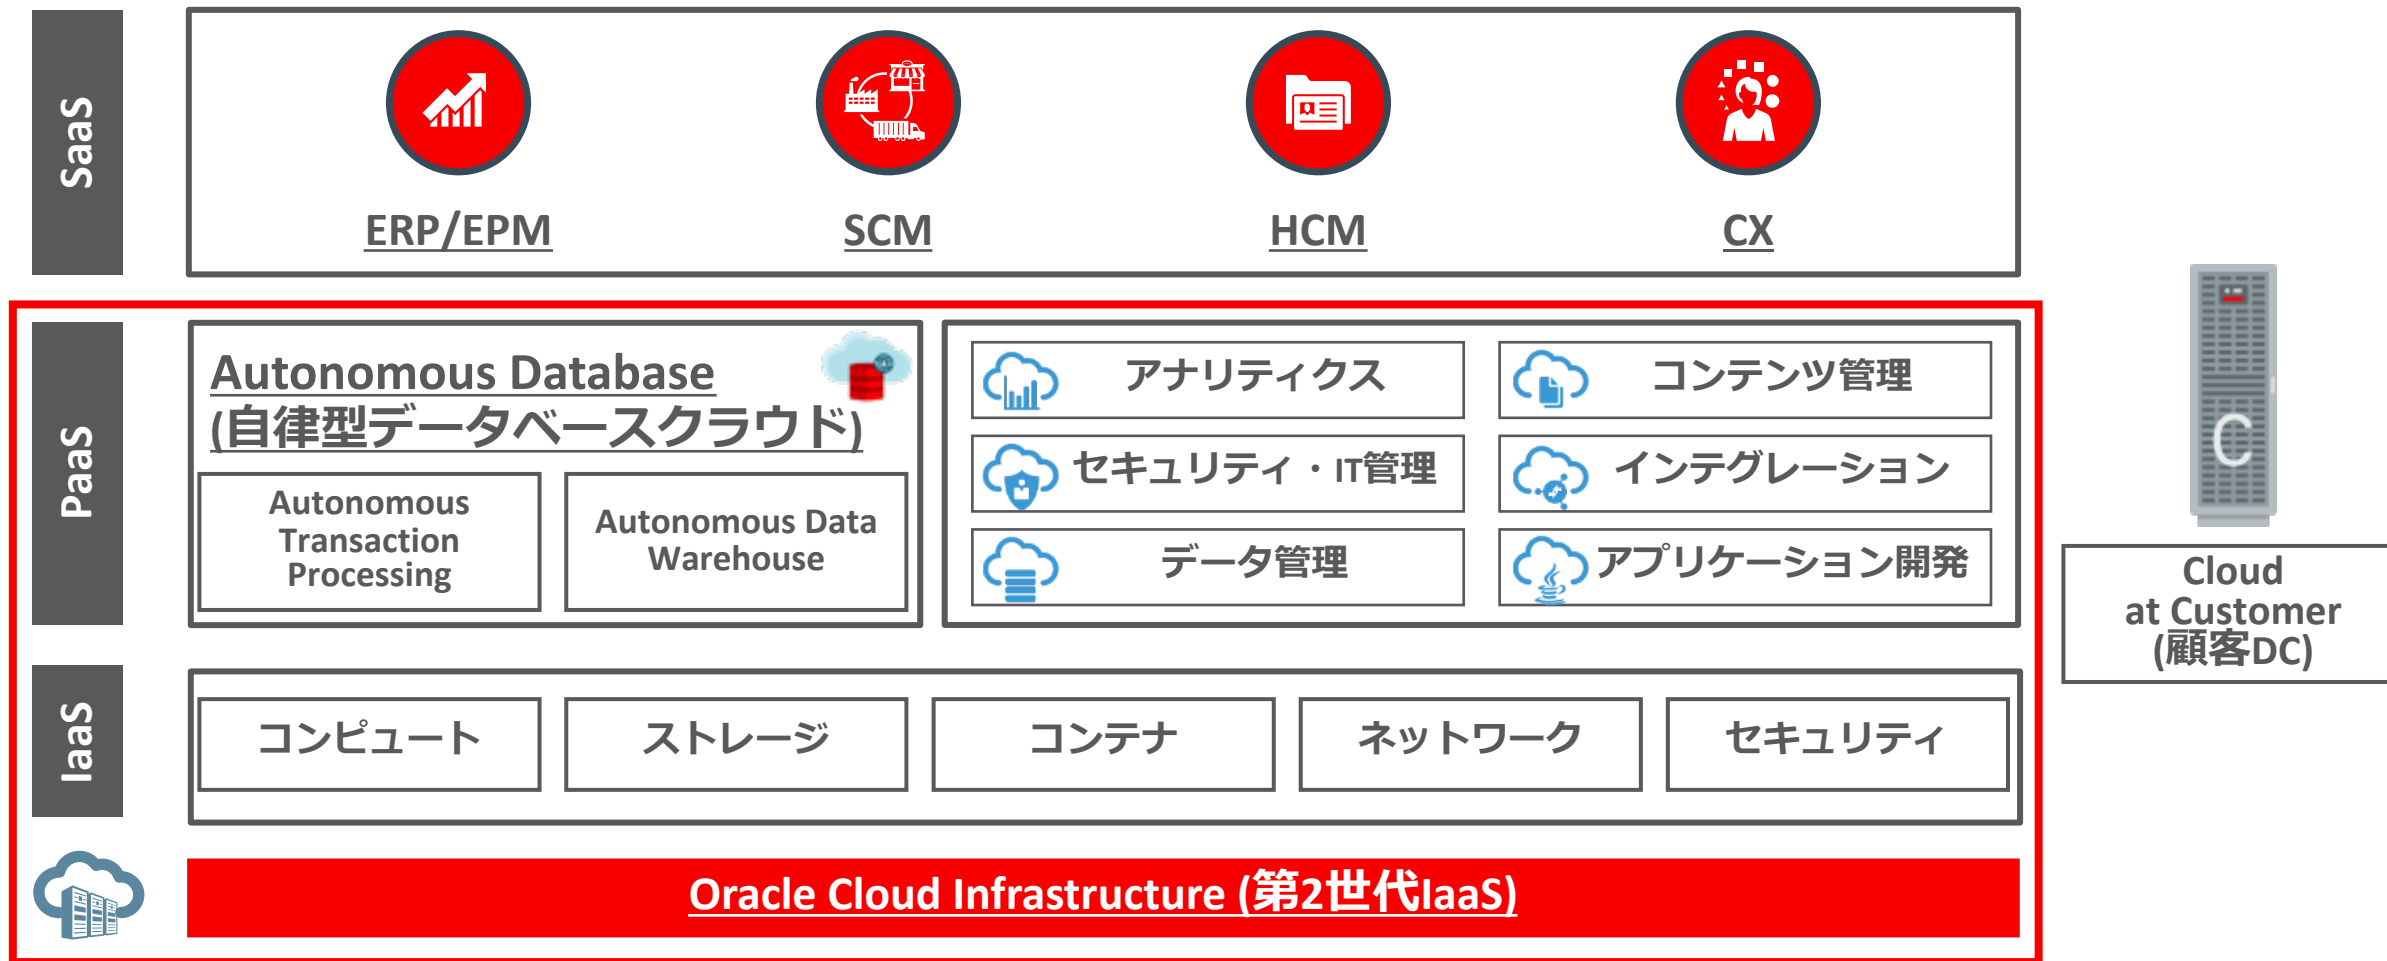 SaaS
ERP/EPM
SCM
HCM
CX
PaaS
Autonomous Database
(自律型データベースクラウド)
Autonomous
Transaction
Processing
Autonomous Data
Warehouse
アナリティクス
コンテンツ管理
セキュリティ・IT管理
インテグレーション
データ管理
アプリケーション開発
C
Cloud
at Customer
(顧客DC)
IaaS
コンピュート
ストレージ
コンテナ
ネットワーク
セキュリティ
Oracle Cloud Infrastructure (第2世代IaaS)